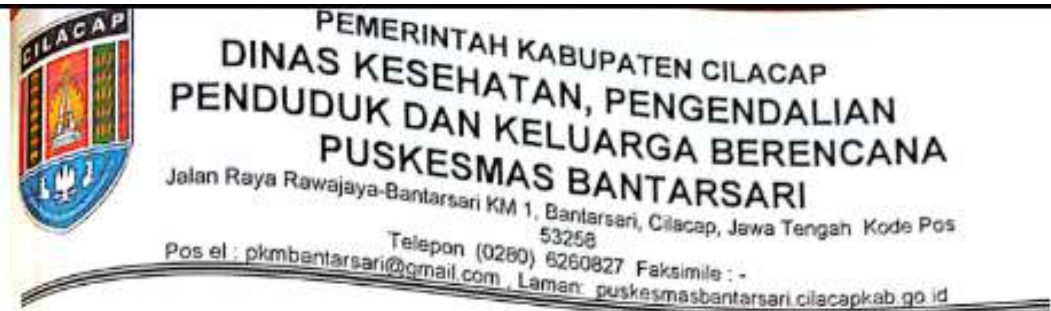 CILACAP
PEMERINTAH KABUPATEN CILACAP
DINAS KESEHATAN, PENGENDALIAN
PENDUDUK DAN KELUARGA BERENCANA
PUSKESMAS BANTARSARI
Jalan Raya Rawajaya-Bantarsari KM 1, Bantarsari, Cilacap, Jawa Tengah Kode Pos
53258
Telepon (0280) 6260827 Faksimile : -
Pos el : pkmbantarsari@gmail.com , Laman: puskesmasbantarsari.cilacapkab.go.id